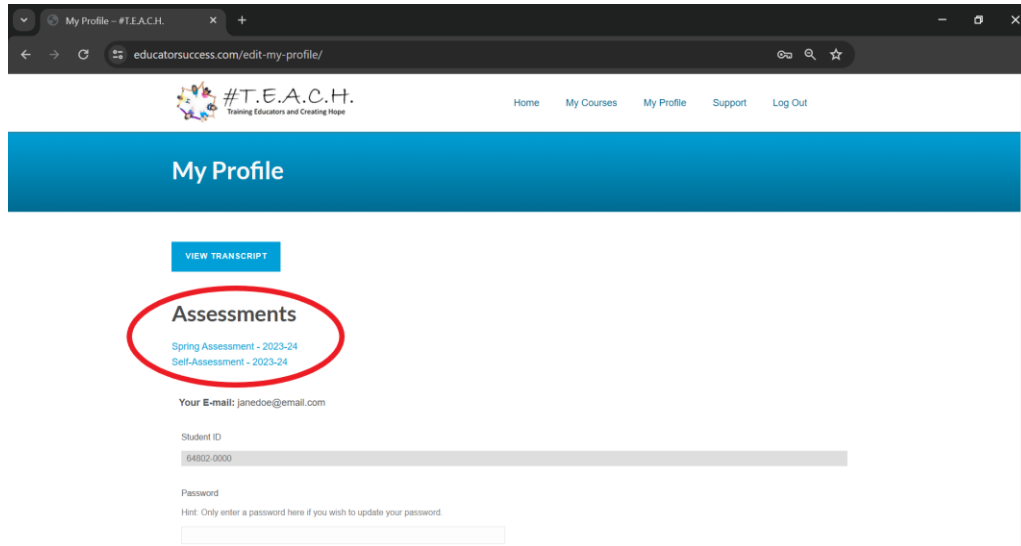 My Profile – #T.E.A.C.H.
educatorsuccess.com/edit-my-profile/
#T.E.A.C.H.
Training Educators and Creating Hope
Home My Courses My Profile Support Log Out
My Profile
VIEW TRANSCRIPT
Assessments
Spring Assessment - 2023-24
Self-Assessment - 2023-24
Your E-mail: janedoe@email.com
Student ID
64802-0000
Password
Hint: Only enter a password here if you wish to update your password.